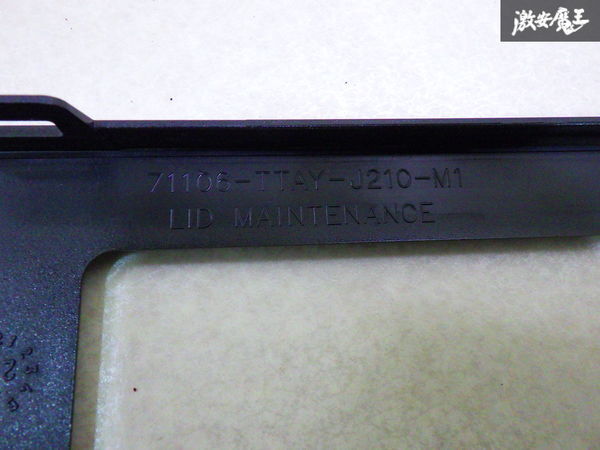 激安魔王
71106-TTAY-J210-M1
LID MAINTENANCE